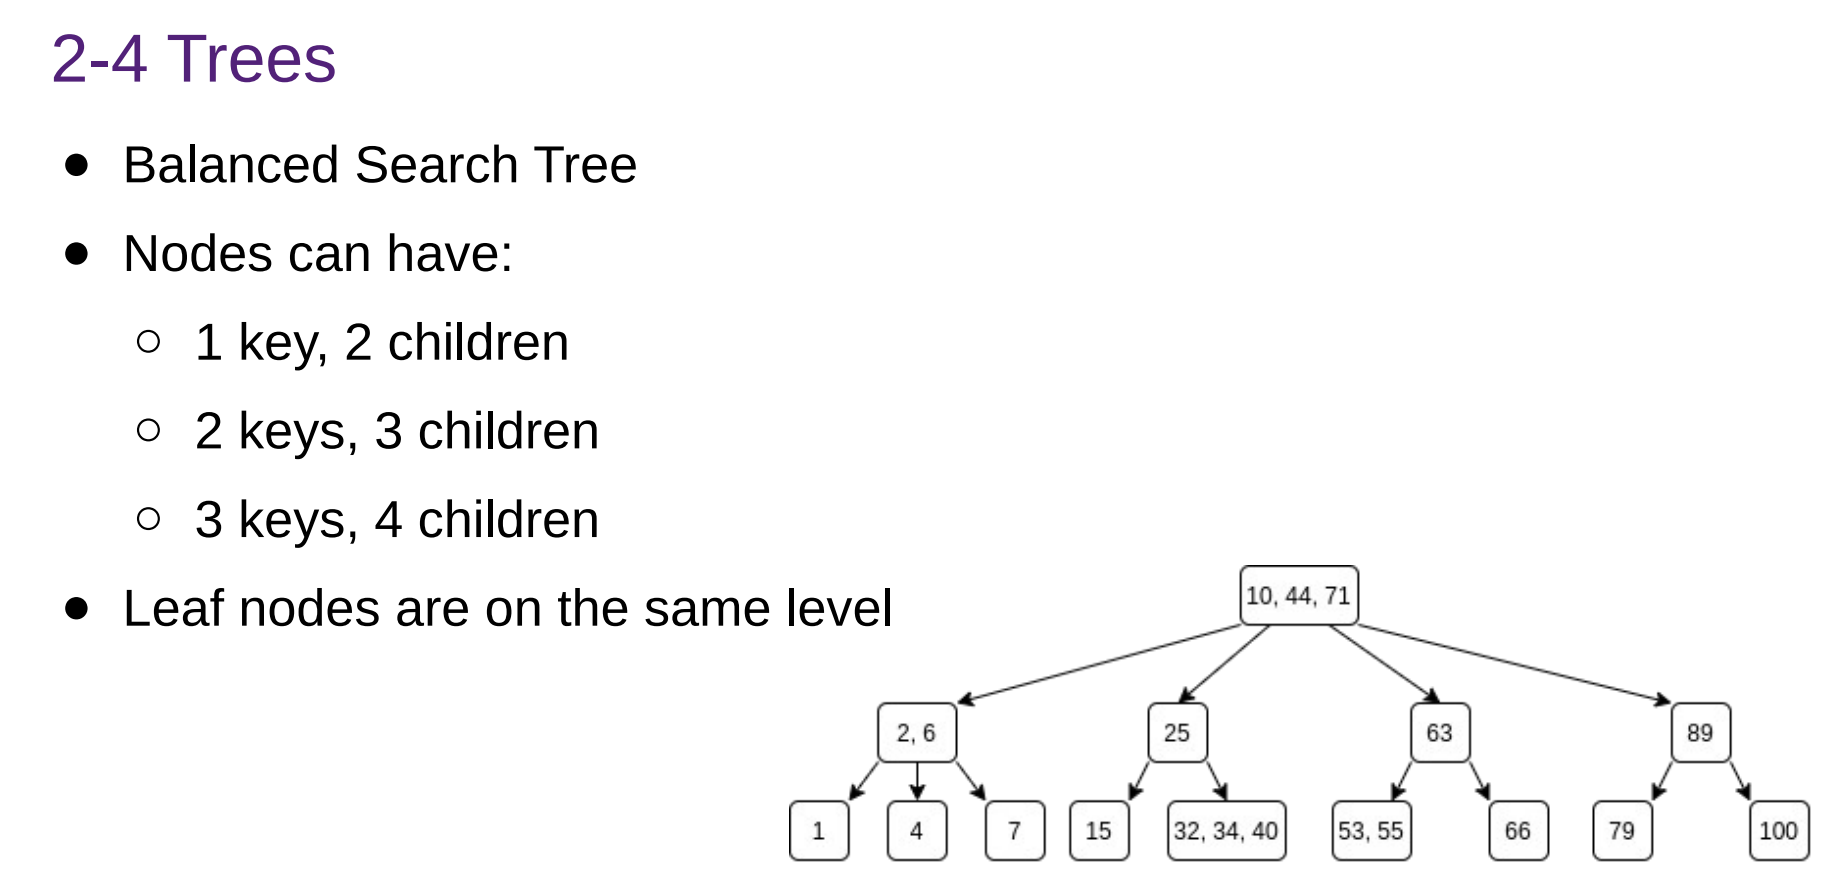 2-4 Trees
● Balanced Search Tree
● Nodes can have:
○ 1 key, 2 children
○ 2 keys, 3 children
○ 3 keys, 4 children
● Leaf nodes are on the same level
10, 44, 71
2, 6
25
63
89
1
4
7
15
32, 34, 40
53, 55
66
79
100